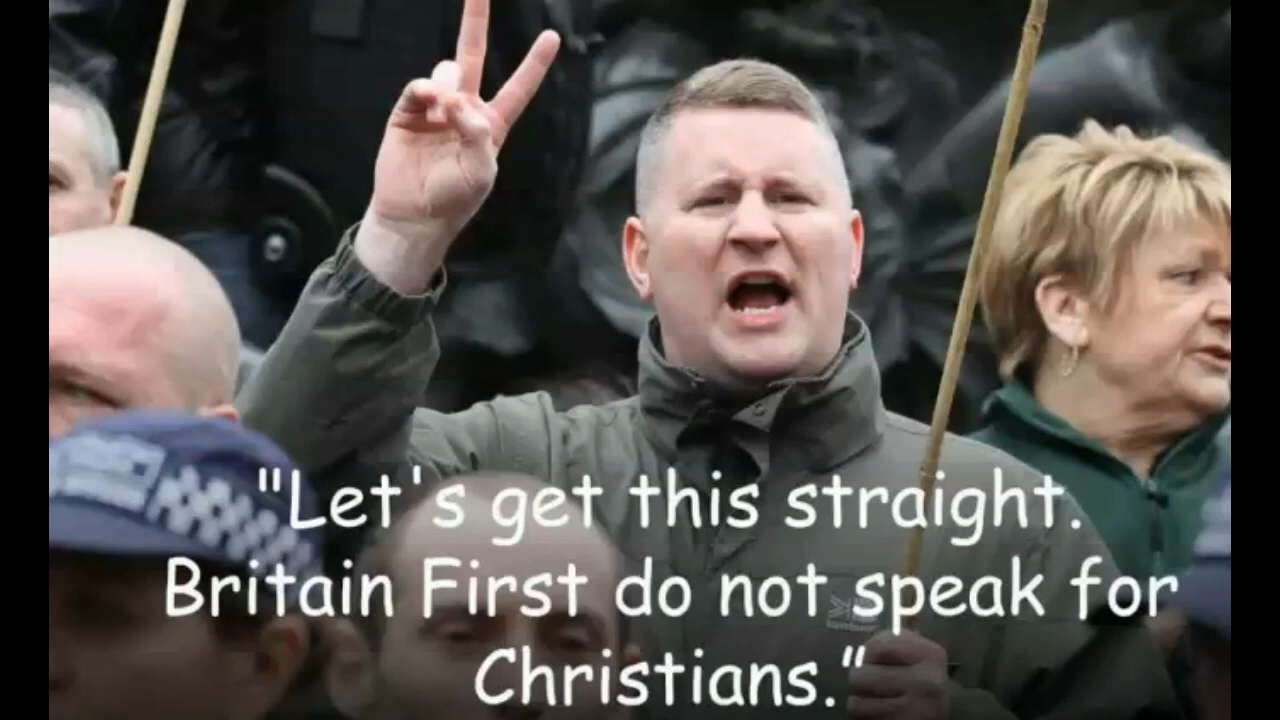 "Let's get this straight.
Britain First do not speak for
Christians.”